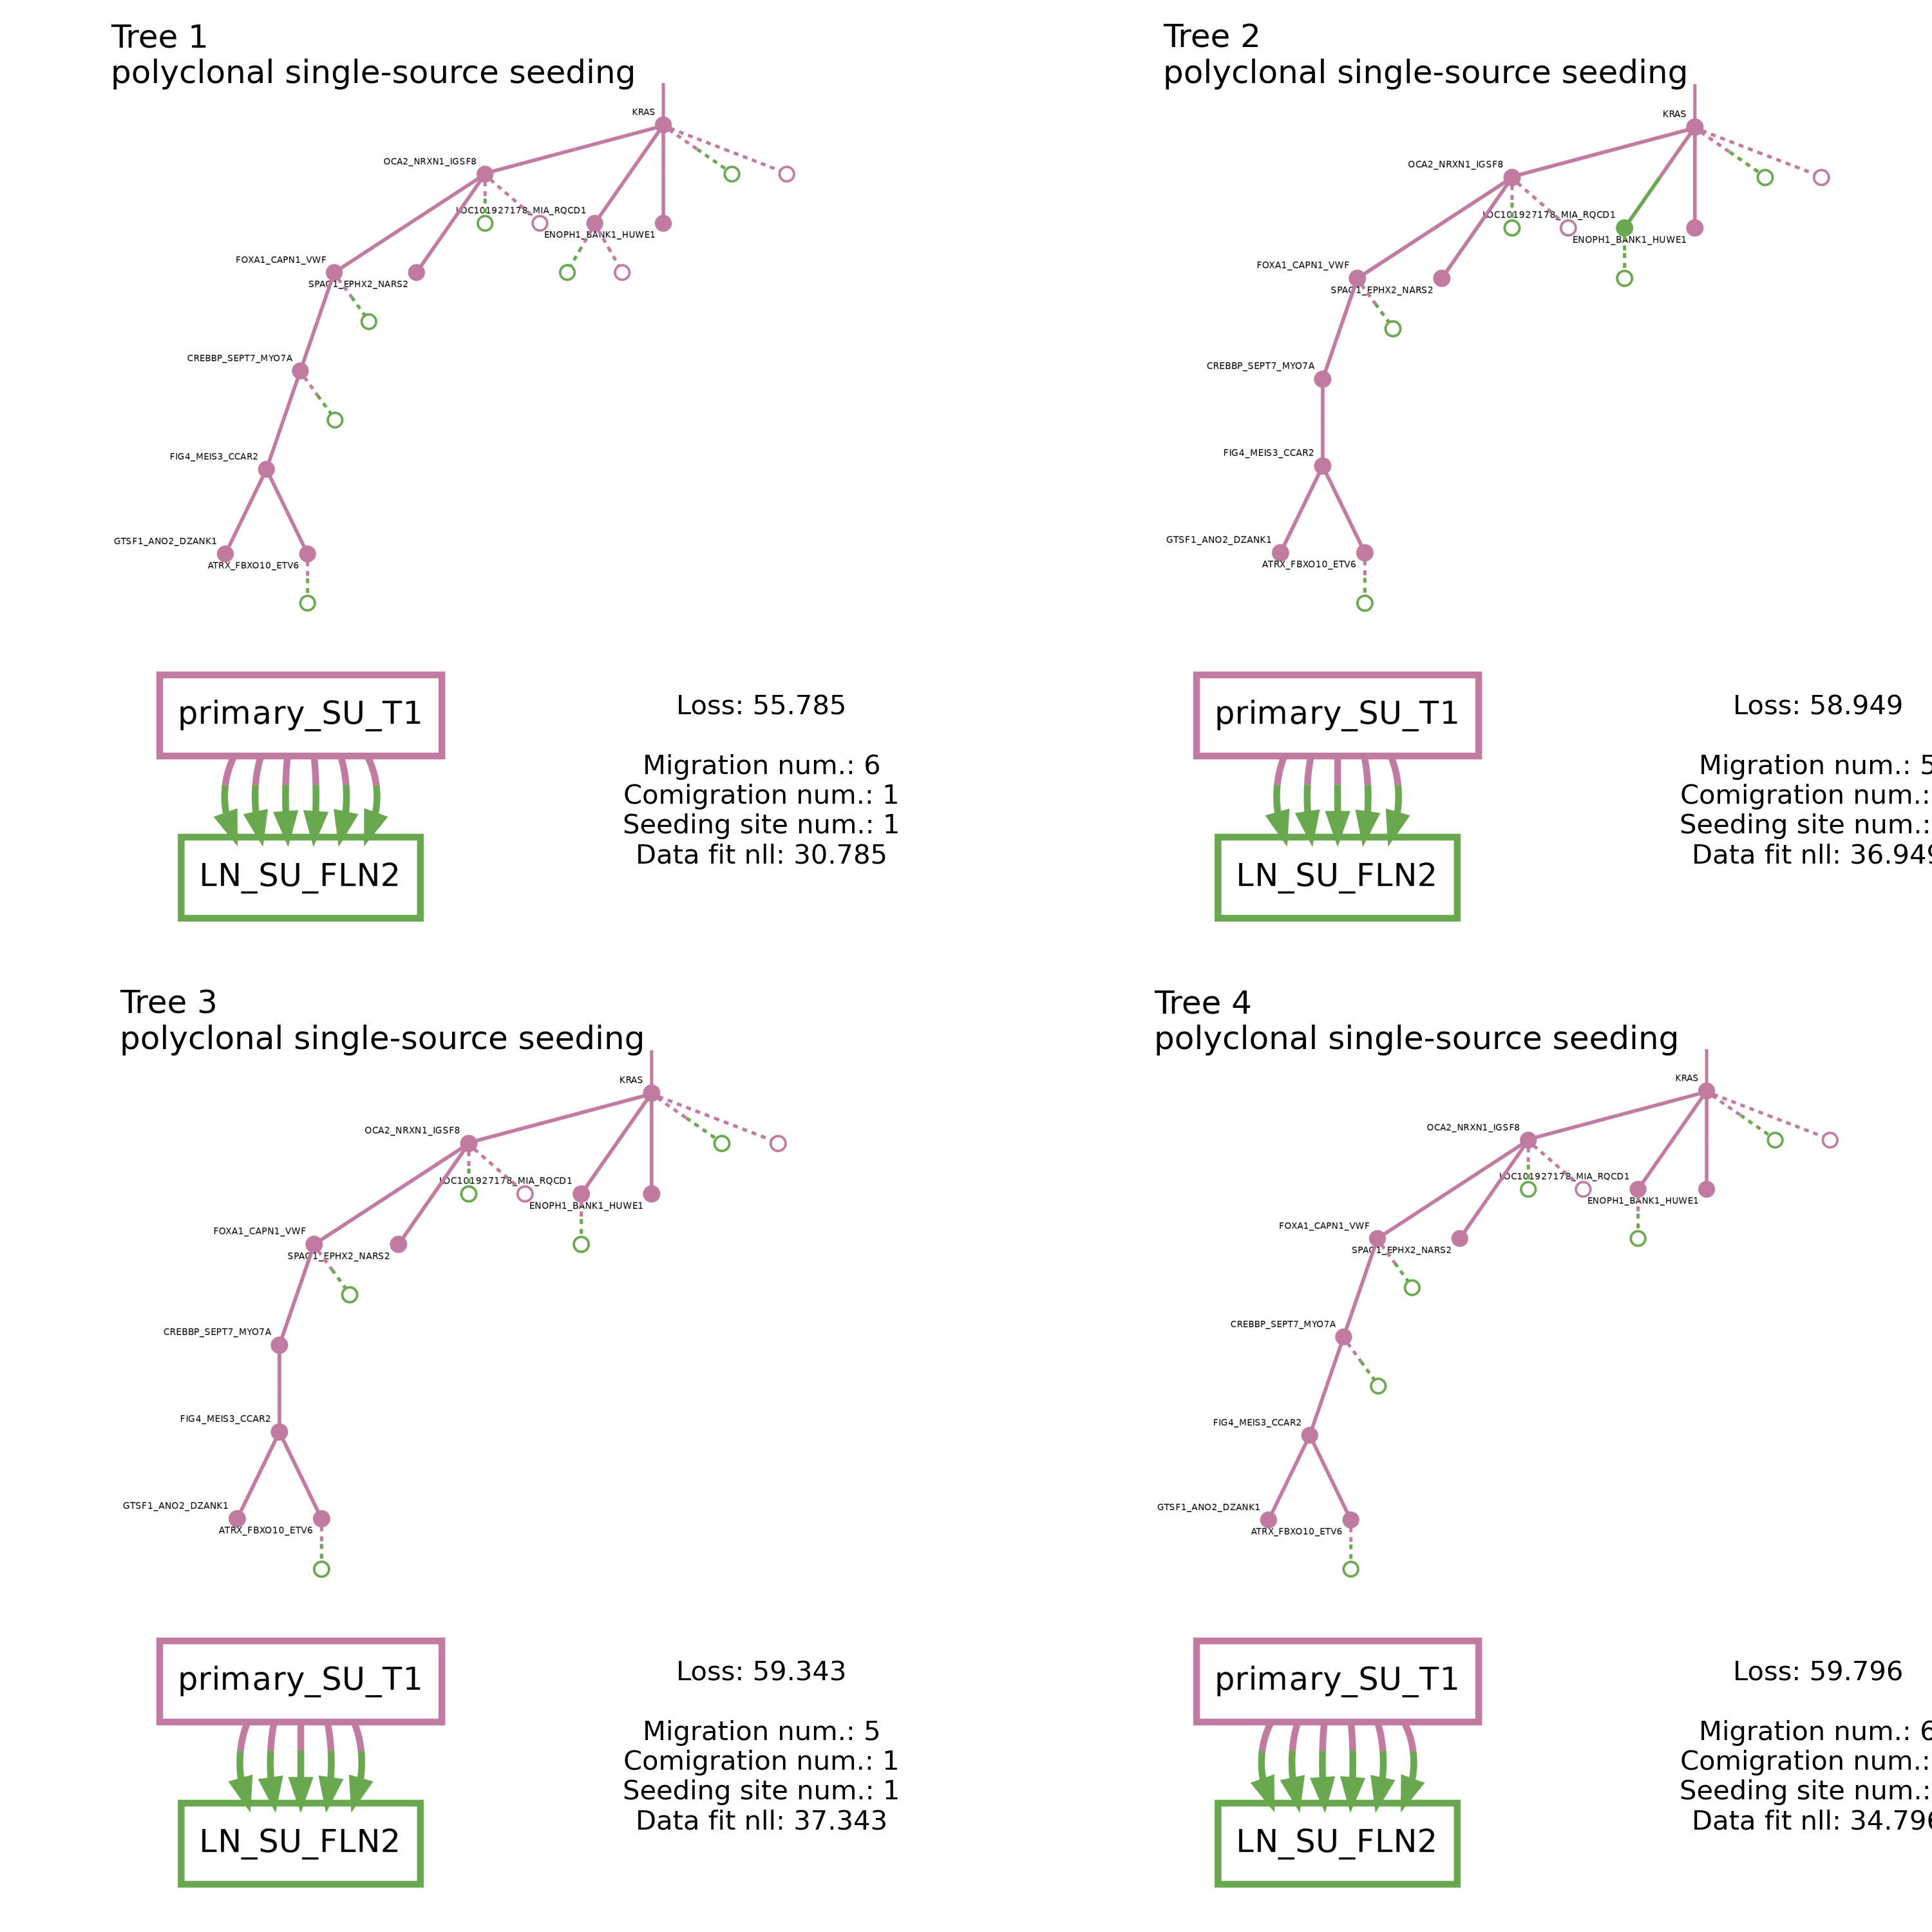 Tree 1
polyclonal single-source seeding
KRAS
OCA2_NRXN1_IGSF8
LOC101927178_MIA_RQCD1
ENOPH1_BANK1_HUWE1
FOXA1_CAPN1_VWF
SPAG1_EPHX2_NARS2
CREBBP_SEPT7_MYO7A
FIG4_MEIS3_CCAR2
GTSF1_ANO2_DZANK1
ATRX_FBXO10_ETV6
primary_SU_T1
LN_SU_FLN2
Loss: 55.785
Migration num.: 6
Comigration num.: 1
Seeding site num.: 1
Data fit nll: 30.785
Tree 2
polyclonal single-source seeding
KRAS
OCA2_NRXN1_IGSF8
LOC101927178_MIA_RQCD1
ENOPH1_BANK1_HUWE1
FOXA1_CAPN1_VWF
SPAG1_EPHX2_NARS2
CREBBP_SEPT7_MYO7A
FIG4_MEIS3_CCAR2
GTSF1_ANO2_DZANK1
ATRX_FBXO10_ETV6
primary_SU_T1
LN_SU_FLN2
Loss: 58.949
Migration num.: 5
Comigration num.:
Seeding site num.:
Data fit nll: 36.949
Tree 3
polyclonal single-source seeding
KRAS
OCA2_NRXN1_IGSF8
LOC101927178_MIA_RQCD1
ENOPH1_BANK1_HUWE1
FOXA1_CAPN1_VWF
SPAG1_EPHX2_NARS2
CREBBP_SEPT7_MYO7A
FIG4_MEIS3_CCAR2
GTSF1_ANO2_DZANK1
ATRX_FBXO10_ETV6
primary_SU_T1
LN_SU_FLN2
Loss: 59.343
Migration num.: 5
Comigration num.: 1
Seeding site num.: 1
Data fit nll: 37.343
Tree 4
polyclonal single-source seeding
KRAS
OCA2_NRXN1_IGSF8
LOC101927178_MIA_RQCD1
ENOPH1_BANK1_HUWE1
FOXA1_CAPN1_VWF
SPAG1_EPHX2_NARS2
CREBBP_SEPT7_MYO7A
FIG4_MEIS3_CCAR2
GTSF1_ANO2_DZANK1
ATRX_FBXO10_ETV6
primary_SU_T1
LN_SU_FLN2
Loss: 59.796
Migration num.: 6
Comigration num.:
Seeding site num.:
Data fit nll: 34.796